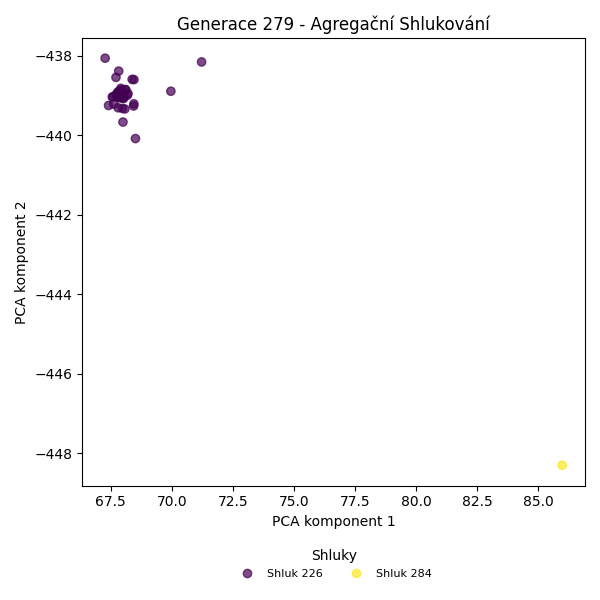 Generace 279 - Agregační Shlukování
−438
−440
−442
−444
−446
−448
PCA komponent 2
67.5 70.0 72.5 75.0 77.5 80.0 82.5 85.0
PCA komponent 1
Shluky
Shluk 226 Shluk 284